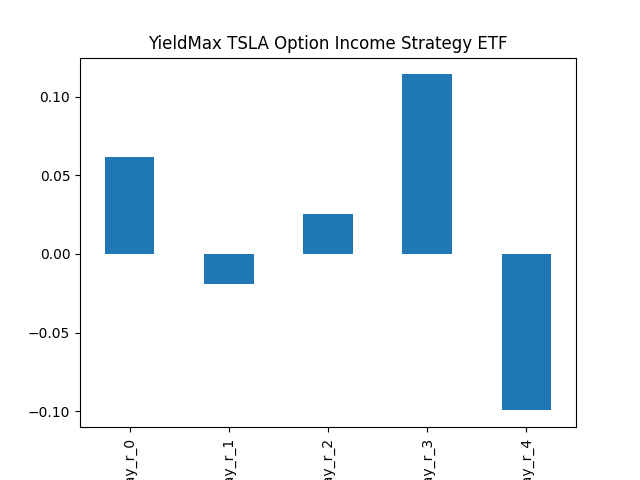 YieldMax TSLA Option Income Strategy ETF
0.10
0.05
0.00
−0.05
−0.10
ay_r_0
ay_r_1
ay_r_2
ay_r_3
ay_r_4